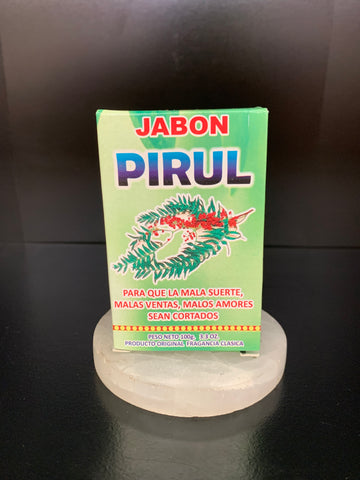 JABON
PIRUL
PARA QUE LA MALA SUERTE,
MALAS VENTAS, MALOS AMORES
SEAN CORTADOS
PESO NETO 100g. 3.3 OZ.
PRODUCTO ORIGINAL, FRAGANCIA CLASICA